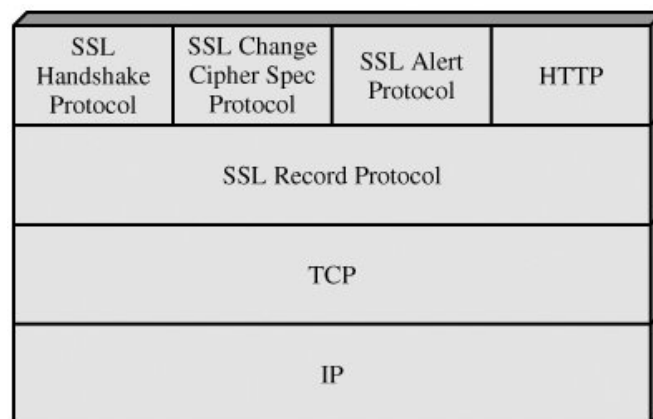 SSL
Handshake
Protocol
SSL Change
Cipher Spec
Protocol
SSL Alert
Protocol
HTTP
SSL Record Protocol
TCP
IP